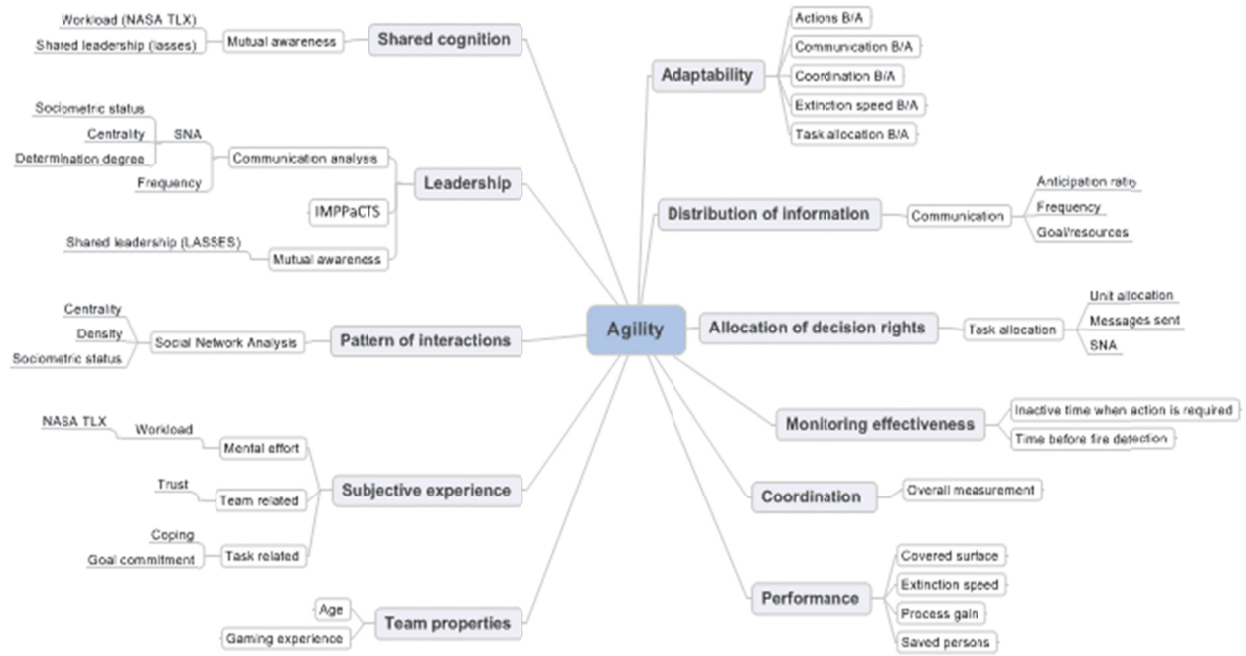 Workload (NASA TLX)
Shared leadership (lasses)
Mutual awareness
Shared cognition
Sociometric status
Centrality
Determination degree
SNA
Frequency
Communication analysis
IMPPaCTS
Shared leadership (LASSES)
Mutual awareness
Leadership
Centrality
Density
Sociometric status
Social Network Analysis
Pattern of interactions
NASA TLX
Workload
Mental effort
Trust
Team related
Coping
Goal commitment
Task related
Subjective experience
Age
Gaming experience
Team properties
Agility
Adaptability
Actions B/A
Communication B/A
Coordination B/A
Extinction speed B/A
Task allocation B/A
Distribution of information
Communication
Anticipation ratio
Frequency
Goal/resources
Allocation of decision rights
Task allocation
Unit allocation
Messages sent
SNA
Monitoring effectiveness
Inactive time when action is required
Time before fire detection
Coordination
Overall measurement
Performance
Covered surface
Extinction speed
Process gain
Saved persons